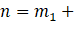 n = m₁ +